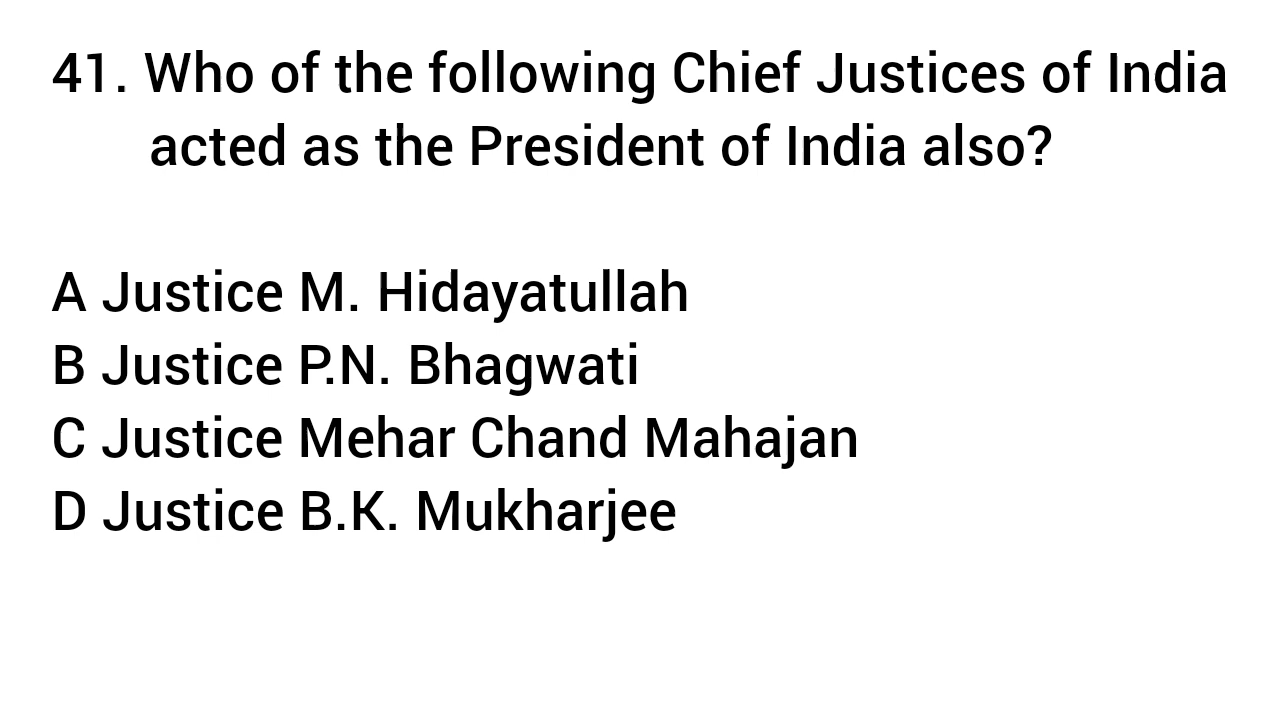 41. Who of the following Chief Justices of India
acted as the President of India also?
A Justice M. Hidayatullah
B Justice P.N. Bhagwati
C Justice Mehar Chand Mahajan
D Justice B.K. Mukharjee